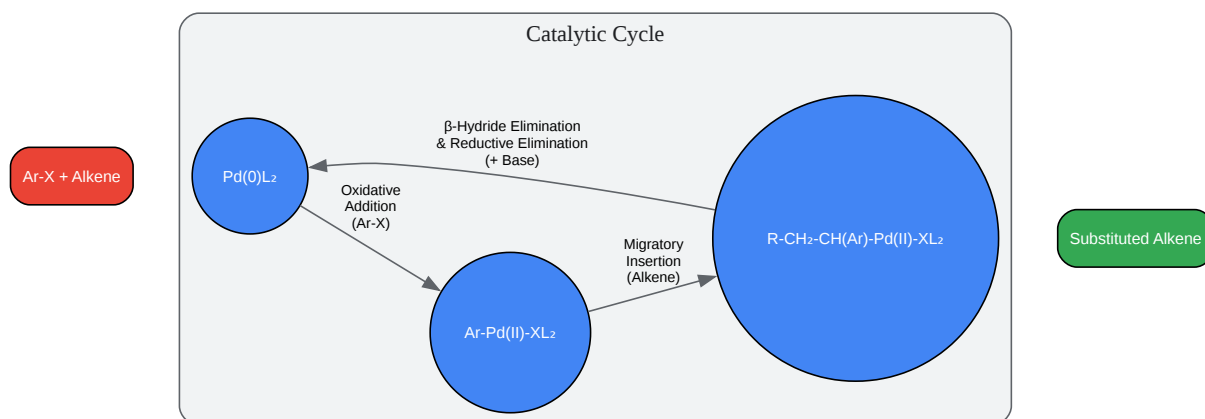 Catalytic Cycle
Ar-X + Alkene
Pd(0)L₂
β-Hydride Elimination
& Reductive Elimination
(+ Base)
Oxidative
Addition
(Ar-X)
Ar-Pd(II)-XL₂
Migratory
Insertion
(Alkene)
R-CH₂-CH(Ar)-Pd(II)-XL₂
Substituted Alkene